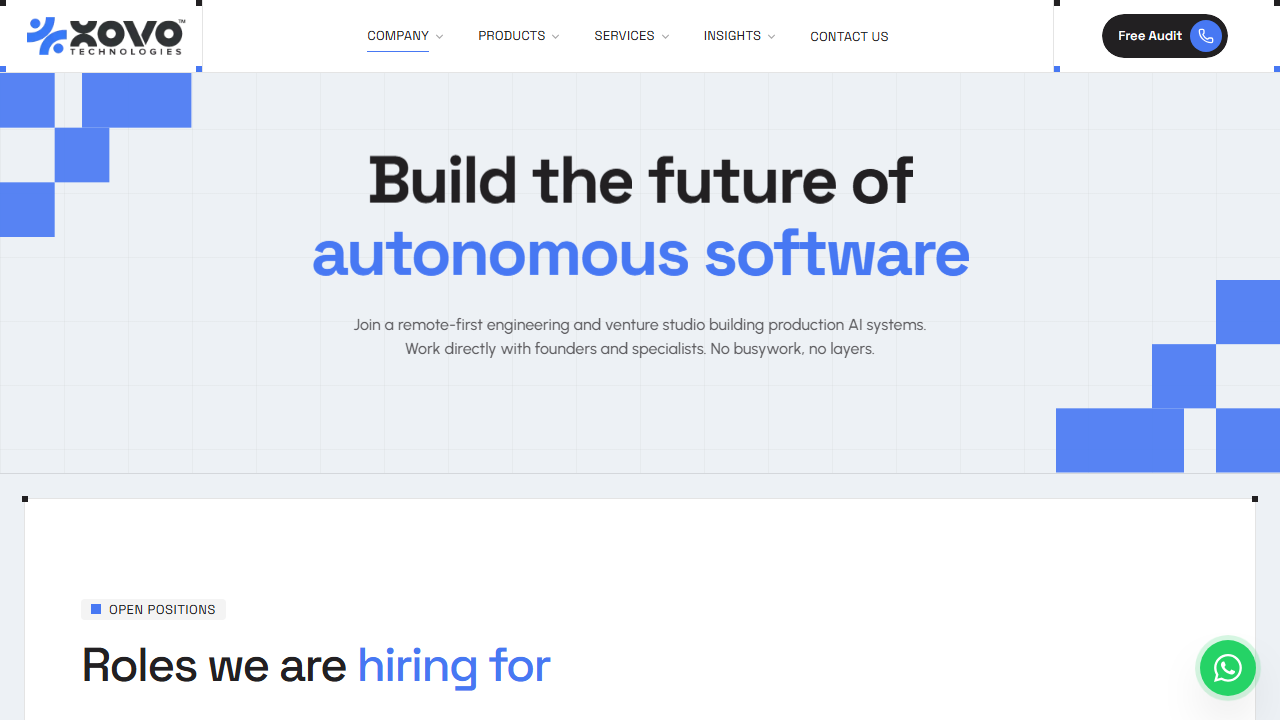 XOVO™
TECHNOLOGIES
COMPANY
PRODUCTS
SERVICES
INSIGHTS
CONTACT US
Free Audit
Build the future of
autonomous software
Join a remote-first engineering and venture studio building production AI systems.
Work directly with founders and specialists. No busywork, no layers.
OPEN POSITIONS
Roles we are hiring for